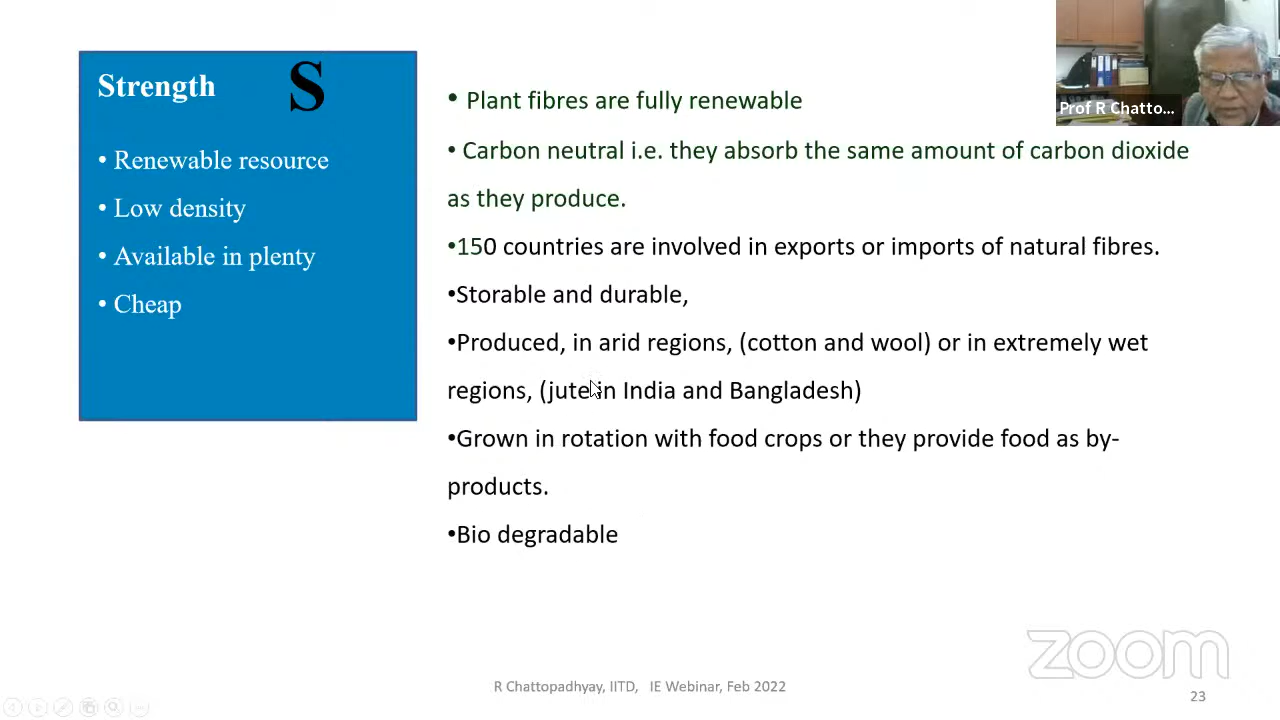 Strength S
• Renewable resource
• Low density
• Available in plenty
• Cheap
• Plant fibres are fully renewable
• Carbon neutral i.e. they absorb the same amount of carbon dioxide
as they produce.
•150 countries are involved in exports or imports of natural fibres.
•Storable and durable,
•Produced, in arid regions, (cotton and wool) or in extremely wet
regions, (jute in India and Bangladesh)
•Grown in rotation with food crops or they provide food as by-
products.
•Bio degradable
Prof R Chatto...
zoom
R Chattopadhyay, IITD, IE Webinar, Feb 2022
23